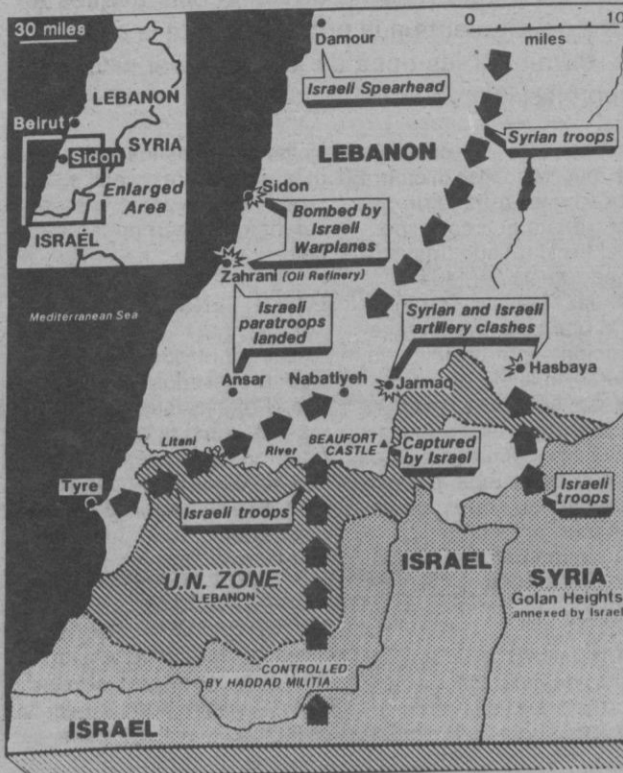 30 miles
LEBANON
Beirut
SYRIA
Sidon
Enlarged
Area
ISRAEL
0 10
miles
Damour
Israeli Spearhead
Syrian troops
LEBANON
Sidon
Bombed by
Israeli
Warplanes
Zahrani (Oil Refinery)
Mediterranean Sea
Israeli
paratroops
landed
Syrian and Israeli
artillery clashes
Hasbaya
Ansar
Nabatiyeh
Jarmaq
Litani
River
BEAUFORT
CASTLE
Captured
by Israel
Tyre
Israeli troops
Israeli
troops
U.N. ZONE
LEBANON
ISRAEL
SYRIA
Golan Heights
annexed by Israel
CONTROLLED
BY HADDAD MILITIA
ISRAEL